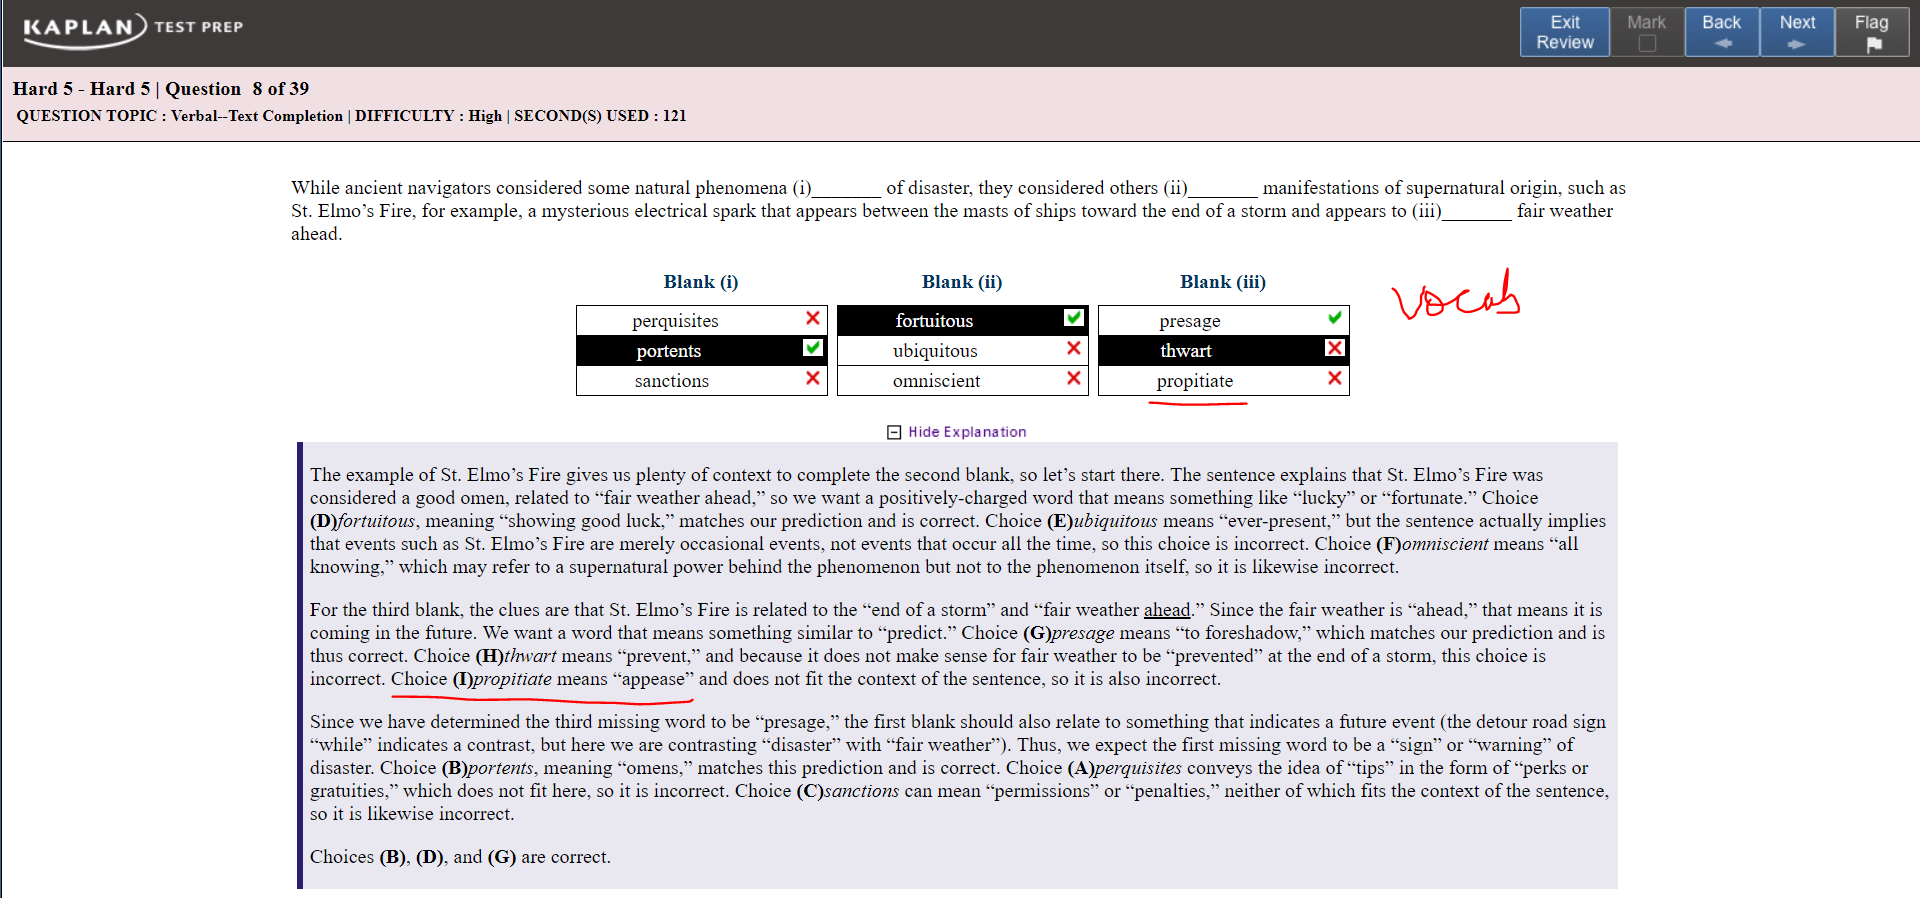 KAPLAN TEST PREP
Exit Review
Mark
Back
Next
Flag
Hard 5 - Hard 5 | Question 8 of 39
QUESTION TOPIC : Verbal--Text Completion | DIFFICULTY : High | SECOND(S) USED : 121
While ancient navigators considered some natural phenomena (i)_______ of disaster, they considered others (ii)_______ manifestations of supernatural origin, such as
St. Elmo’s Fire, for example, a mysterious electrical spark that appears between the masts of ships toward the end of a storm and appears to (iii)_______ fair weather
ahead.
Blank (i) Blank (ii) Blank (iii)
vocab
perquisites fortuitous presage
portents ubiquitous thwart
sanctions omniscient propitiate
Hide Explanation
The example of St. Elmo’s Fire gives us plenty of context to complete the second blank, so let’s start there. The sentence explains that St. Elmo’s Fire was
considered a good omen, related to “fair weather ahead,” so we want a positively-charged word that means something like “lucky” or “fortunate.” Choice
(D)fortuitous, meaning “showing good luck,” matches our prediction and is correct. Choice (E)ubiquitous means “ever-present,” but the sentence actually implies
that events such as St. Elmo’s Fire are merely occasional events, not events that occur all the time, so this choice is incorrect. Choice (F)omniscient means “all
knowing,” which may refer to a supernatural power behind the phenomenon but not to the phenomenon itself, so it is likewise incorrect.
For the third blank, the clues are that St. Elmo’s Fire is related to the “end of a storm” and “fair weather ahead.” Since the fair weather is “ahead,” that means it is
coming in the future. We want a word that means something similar to “predict.” Choice (G)presage means “to foreshadow,” which matches our prediction and is
thus correct. Choice (H)thwart means “prevent,” and because it does not make sense for fair weather to be “prevented” at the end of a storm, this choice is
incorrect. Choice (I)propitiate means “appease” and does not fit the context of the sentence, so it is also incorrect.
Since we have determined the third missing word to be “presage,” the first blank should also relate to something that indicates a future event (the detour road sign
“while” indicates a contrast, but here we are contrasting “disaster” with “fair weather”). Thus, we expect the first missing word to be a “sign” or “warning” of
disaster. Choice (B)portents, meaning “omens,” matches this prediction and is correct. Choice (A)perquisites conveys the idea of “tips” in the form of “perks or
gratuities,” which does not fit here, so it is incorrect. Choice (C)sanctions can mean “permissions” or “penalties,” neither of which fits the context of the sentence,
so it is likewise incorrect.
Choices (B), (D), and (G) are correct.